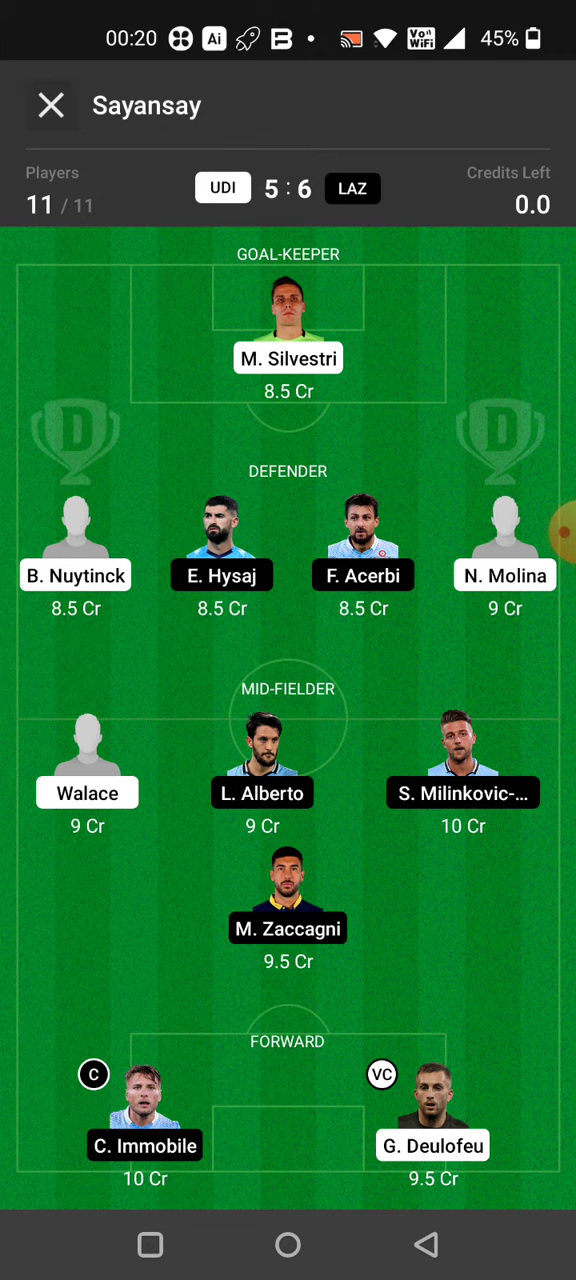 00:20
Ai
B
Vo))
WiFi
45%
Sayansay
Players
11 / 11
UDI 5 : 6 LAZ
Credits Left
0.0
GOAL-KEEPER
M. Silvestri
8.5 Cr
D D
DEFENDER
B. Nuytinck E. Hysaj F. Acerbi N. Molina
8.5 Cr 8.5 Cr 8.5 Cr 9 Cr
MID-FIELDER
Walace L. Alberto S. Milinkovic-...
9 Cr 9 Cr 10 Cr
M. Zaccagni
9.5 Cr
FORWARD
C VC
C. Immobile G. Deulofeu
10 Cr 9.5 Cr